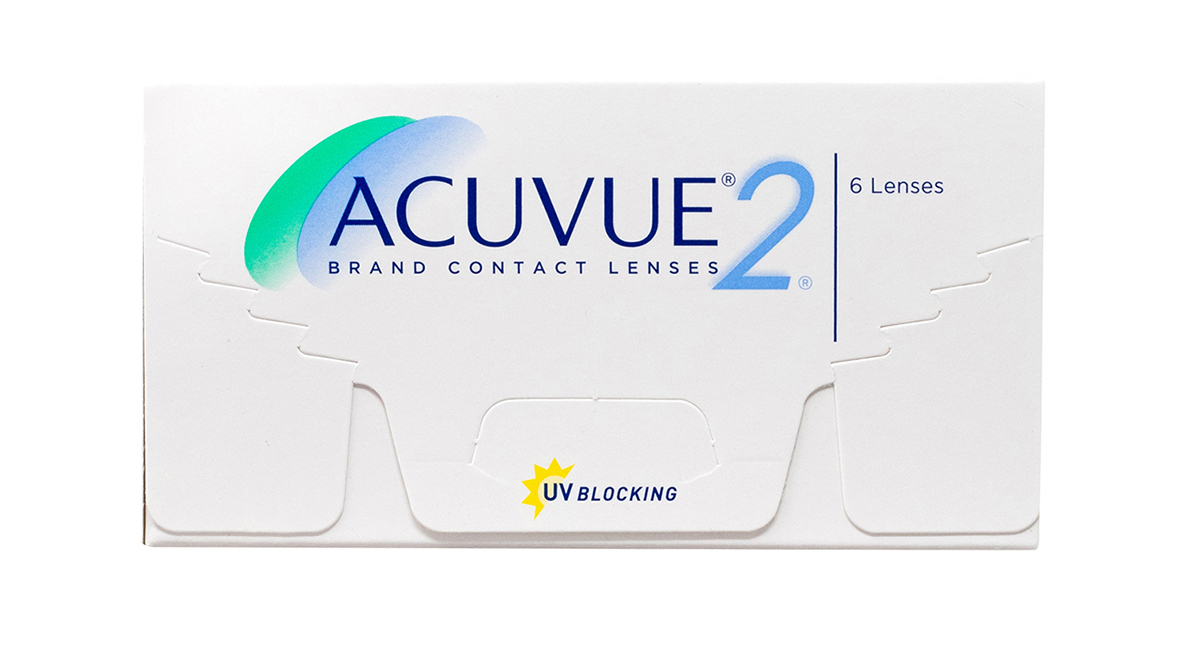 ACUVUE®2®
BRAND CONTACT LENSES
6 Lenses
UV BLOCKING